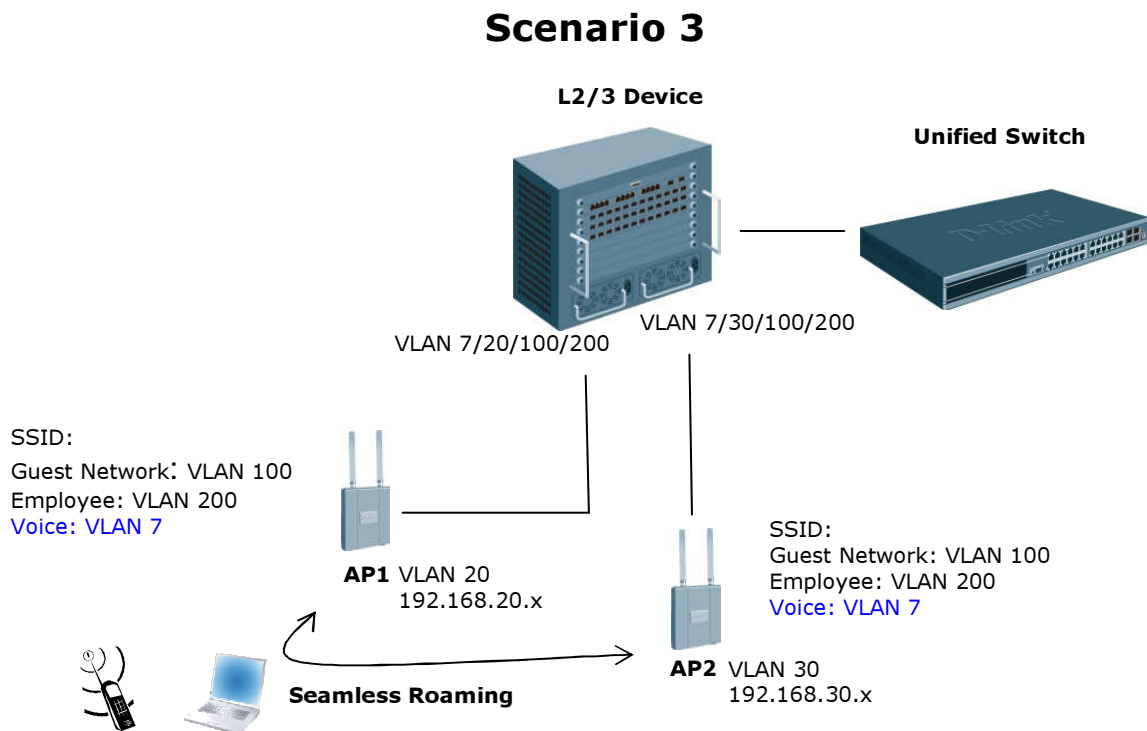 Scenario 3
L2/3 Device
Unified Switch
D-Link
VLAN 7/20/100/200
VLAN 7/30/100/200
SSID:
Guest Network: VLAN 100
Employee: VLAN 200
Voice: VLAN 7
AP1 VLAN 20
192.168.20.x
SSID:
Guest Network: VLAN 100
Employee: VLAN 200
Voice: VLAN 7
AP2 VLAN 30
192.168.30.x
Seamless Roaming